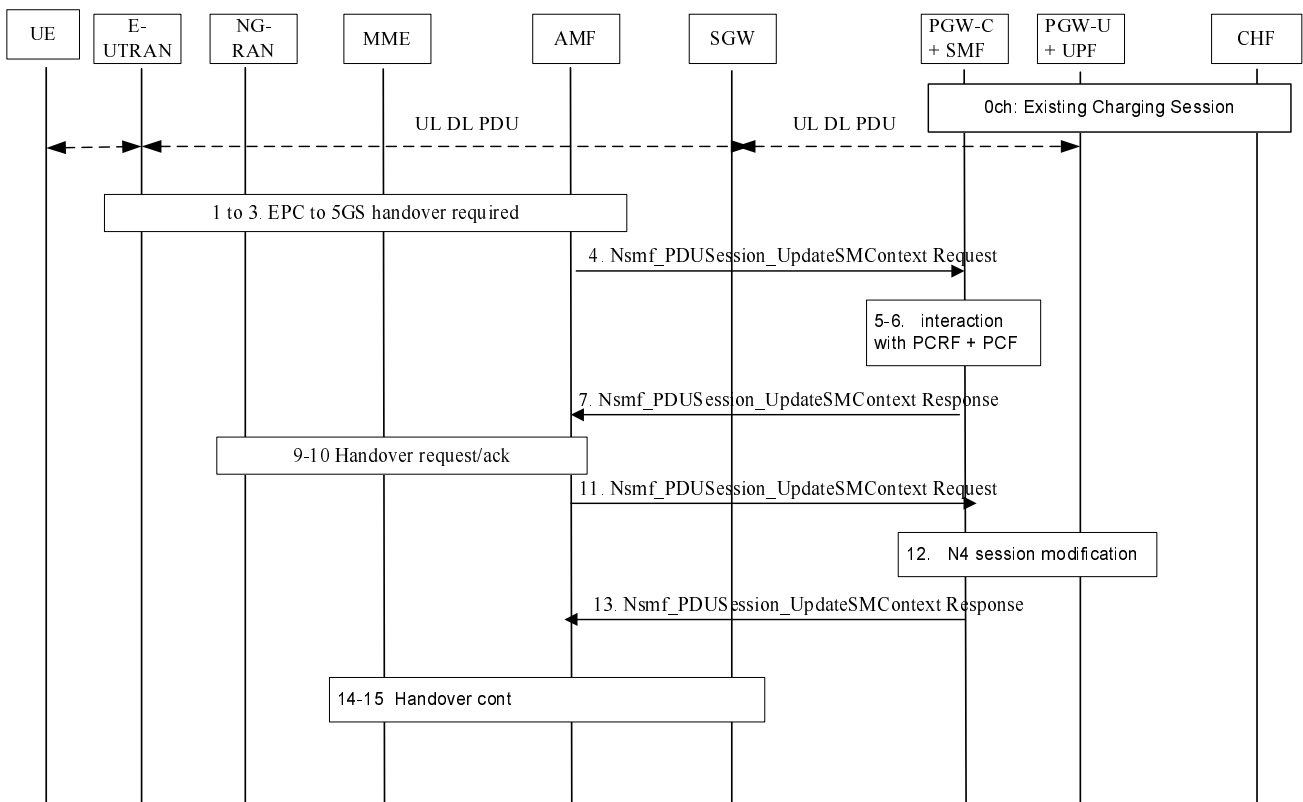 UE
E-
UTRAN
NG-
RAN
MME
AMF
SGW
PGW-C
+ SMF
PGW-U
+ UPF
CHF
0ch: Existing Charging Session
UL DL PDU
UL DL PDU
1 to 3. EPC to 5GS handover required
4. Nsmf_PDUSession_UpdateSMContext Request
5-6. interaction
with PCRF + PCF
7. Nsmf_PDUSession_UpdateSMContext Response
9-10 Handover request/ack
11. Nsmf_PDUSession_UpdateSMContext Request
12. N4 session modification
13. Nsmf_PDUSession_UpdateSMContext Response
14-15 Handover cont